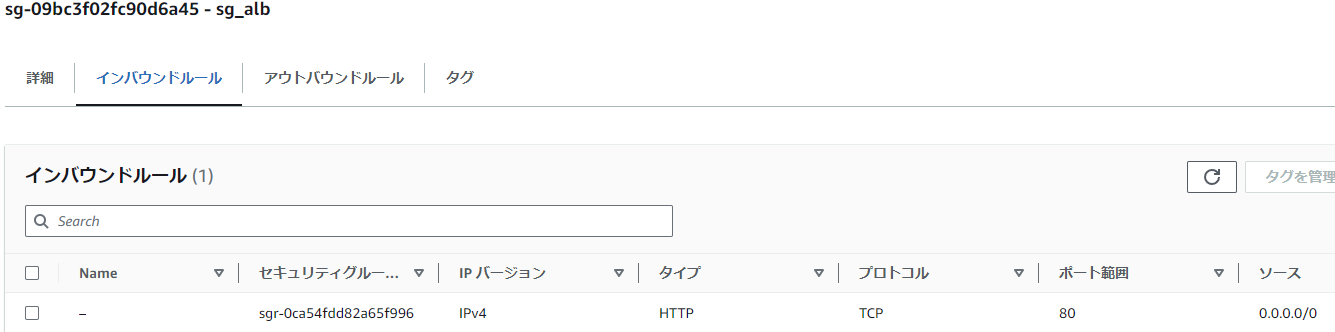 sg-09bc3f02fc90d6a45 - sg_alb
詳細 インバウンドルール アウトバウンドルール タグ
インバウンドルール (1) タグを管理
Search
Name セキュリティグルー... IP バージョン タイプ プロトコル ポート範囲 ソース
– sgr-0ca54fdd82a65f996 IPv4 HTTP TCP 80 0.0.0.0/0